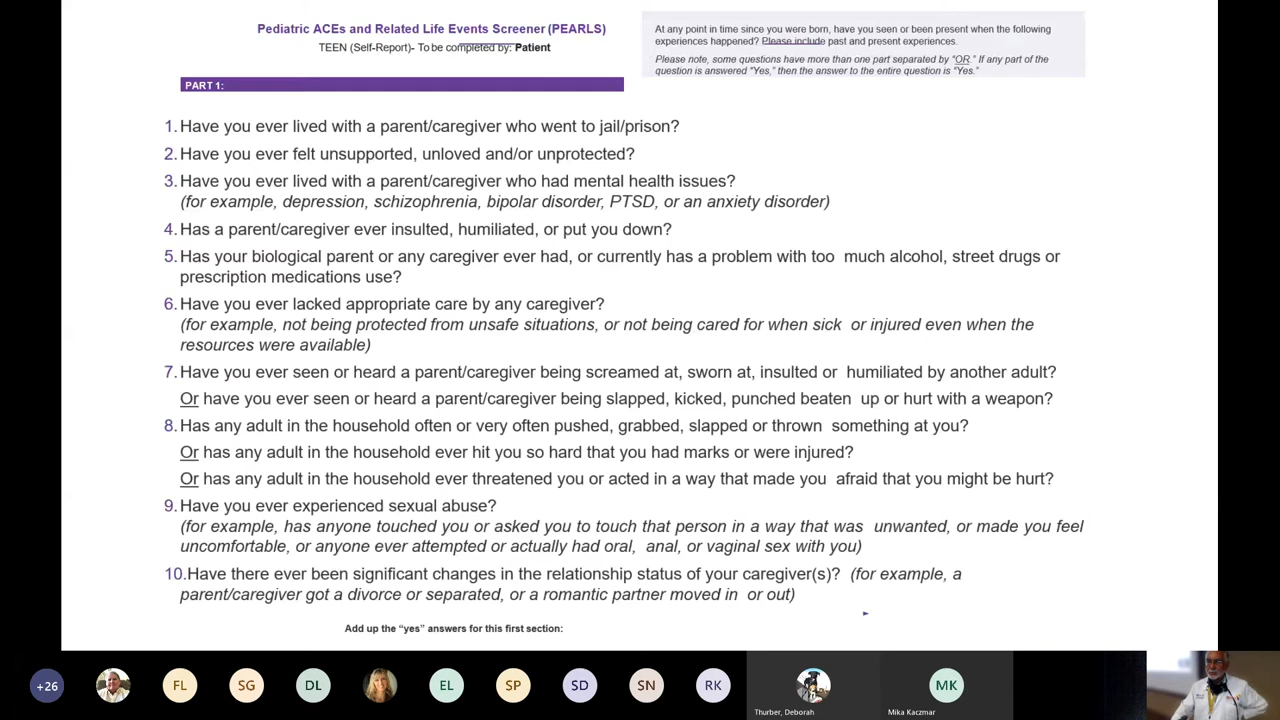 Pediatric ACEs and Related Life Events Screener (PEARLS)
TEEN (Self-Report)- To be completed by: Patient
At any point in time since you were born, have you seen or been present when the following
experiences happened? Please include past and present experiences.
Please note, some questions have more than one part separated by “OR.” If any part of the
question is answered “Yes,” then the answer to the entire question is “Yes.”
PART 1:
1. Have you ever lived with a parent/caregiver who went to jail/prison?
2. Have you ever felt unsupported, unloved and/or unprotected?
3. Have you ever lived with a parent/caregiver who had mental health issues?
(for example, depression, schizophrenia, bipolar disorder, PTSD, or an anxiety disorder)
4. Has a parent/caregiver ever insulted, humiliated, or put you down?
5. Has your biological parent or any caregiver ever had, or currently has a problem with too much alcohol, street drugs or
prescription medications use?
6. Have you ever lacked appropriate care by any caregiver?
(for example, not being protected from unsafe situations, or not being cared for when sick or injured even when the
resources were available)
7. Have you ever seen or heard a parent/caregiver being screamed at, sworn at, insulted or humiliated by another adult?
Or have you ever seen or heard a parent/caregiver being slapped, kicked, punched beaten up or hurt with a weapon?
8. Has any adult in the household often or very often pushed, grabbed, slapped or thrown something at you?
Or has any adult in the household ever hit you so hard that you had marks or were injured?
Or has any adult in the household ever threatened you or acted in a way that made you afraid that you might be hurt?
9. Have you ever experienced sexual abuse?
(for example, has anyone touched you or asked you to touch that person in a way that was unwanted, or made you feel
uncomfortable, or anyone ever attempted or actually had oral, anal, or vaginal sex with you)
10.Have there ever been significant changes in the relationship status of your caregiver(s)? (for example, a
parent/caregiver got a divorce or separated, or a romantic partner moved in or out)
Add up the “yes” answers for this first section:
+26 FL SG DL EL SP SD SN RK MK
Thurber, Deborah Mika Kaczmar